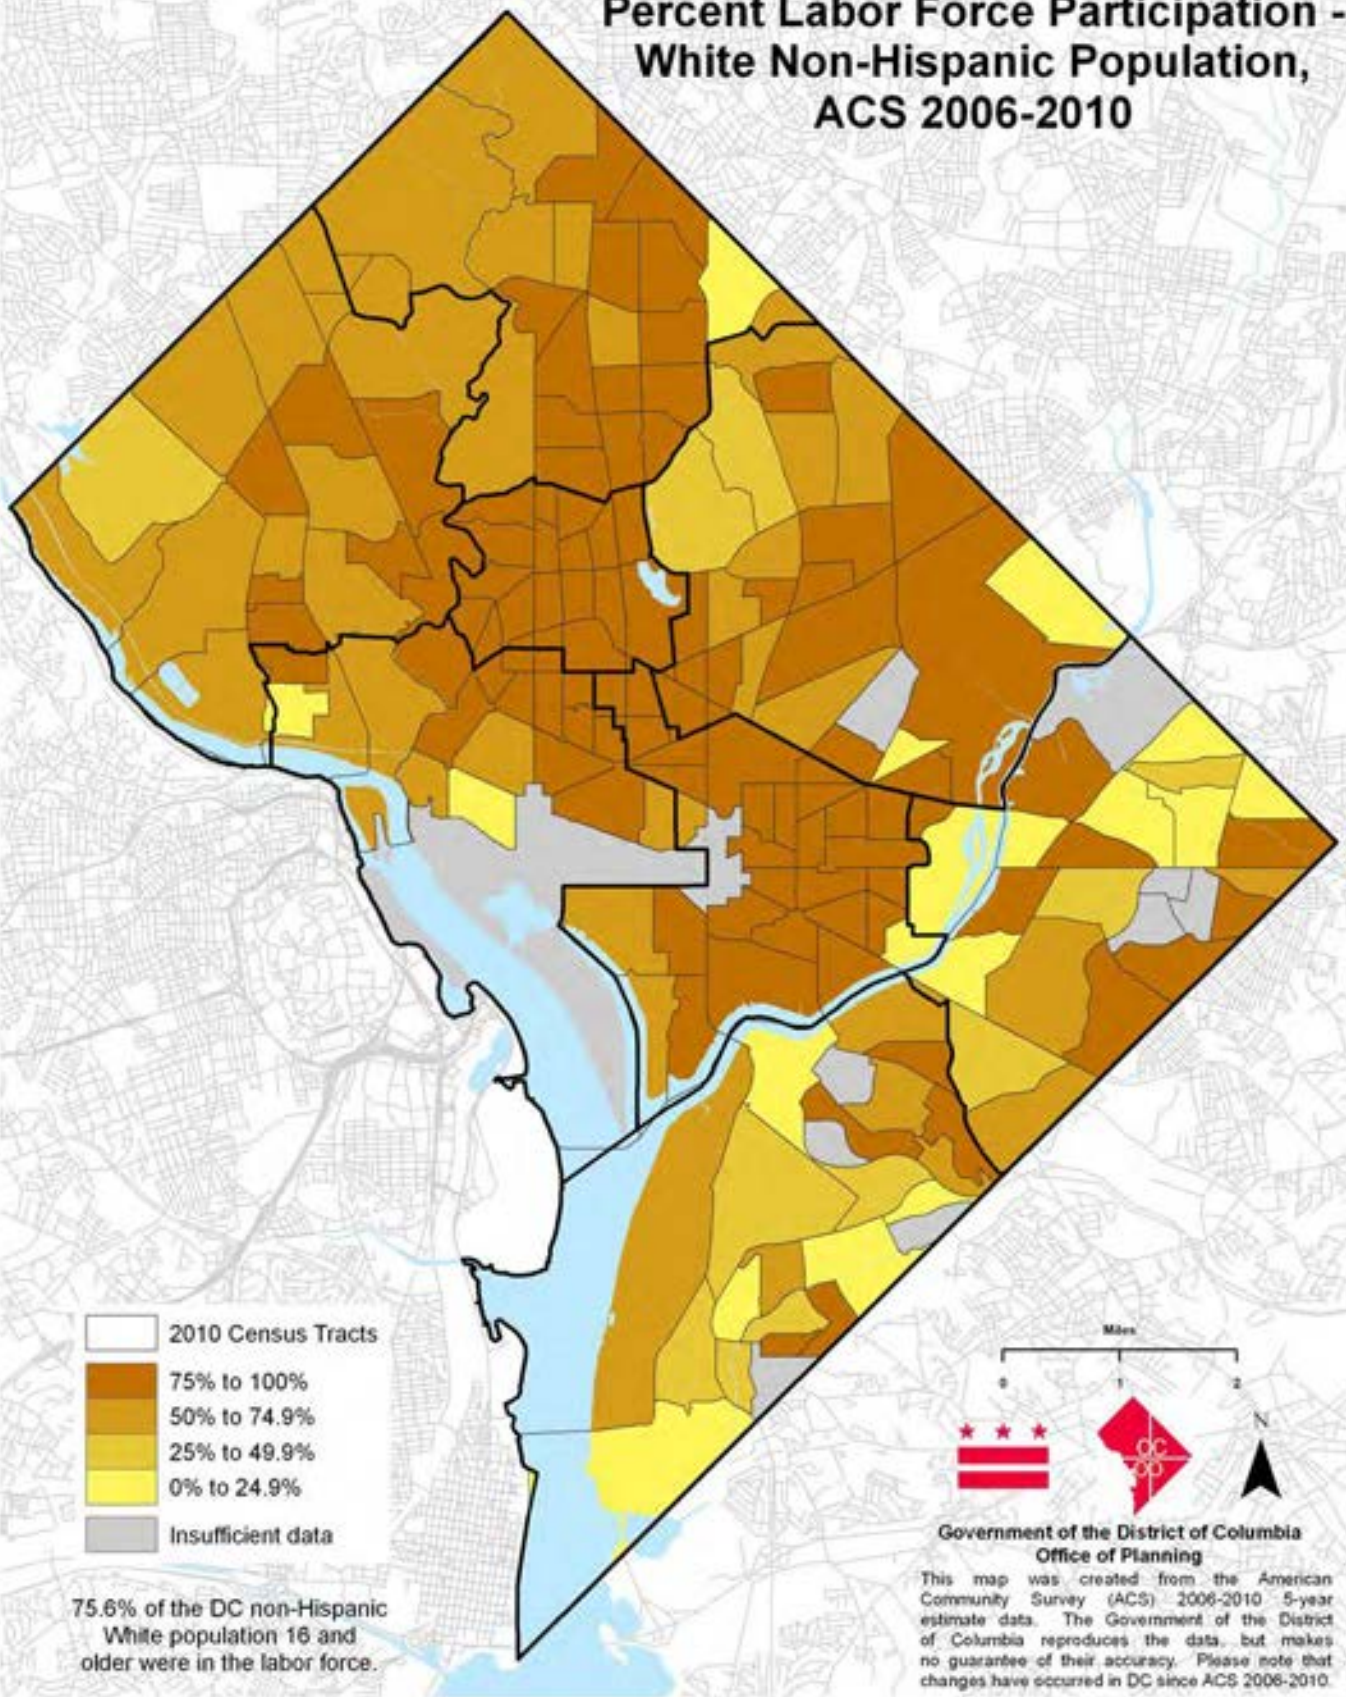 Percent Labor Force Participation -
White Non-Hispanic Population,
ACS 2006-2010
2010 Census Tracts
75% to 100%
50% to 74.9%
25% to 49.9%
0% to 24.9%
Insufficient data
75.6% of the DC non-Hispanic
White population 16 and
older were in the labor force.
Miles
0 1 2
N
OC
OP
Government of the District of Columbia
Office of Planning
This map was created from the American
Community Survey (ACS) 2006-2010 5-year
estimate data. The Government of the District
of Columbia reproduces the data, but makes
no guarantee of their accuracy. Please note that
changes have occurred in DC since ACS 2006-2010.